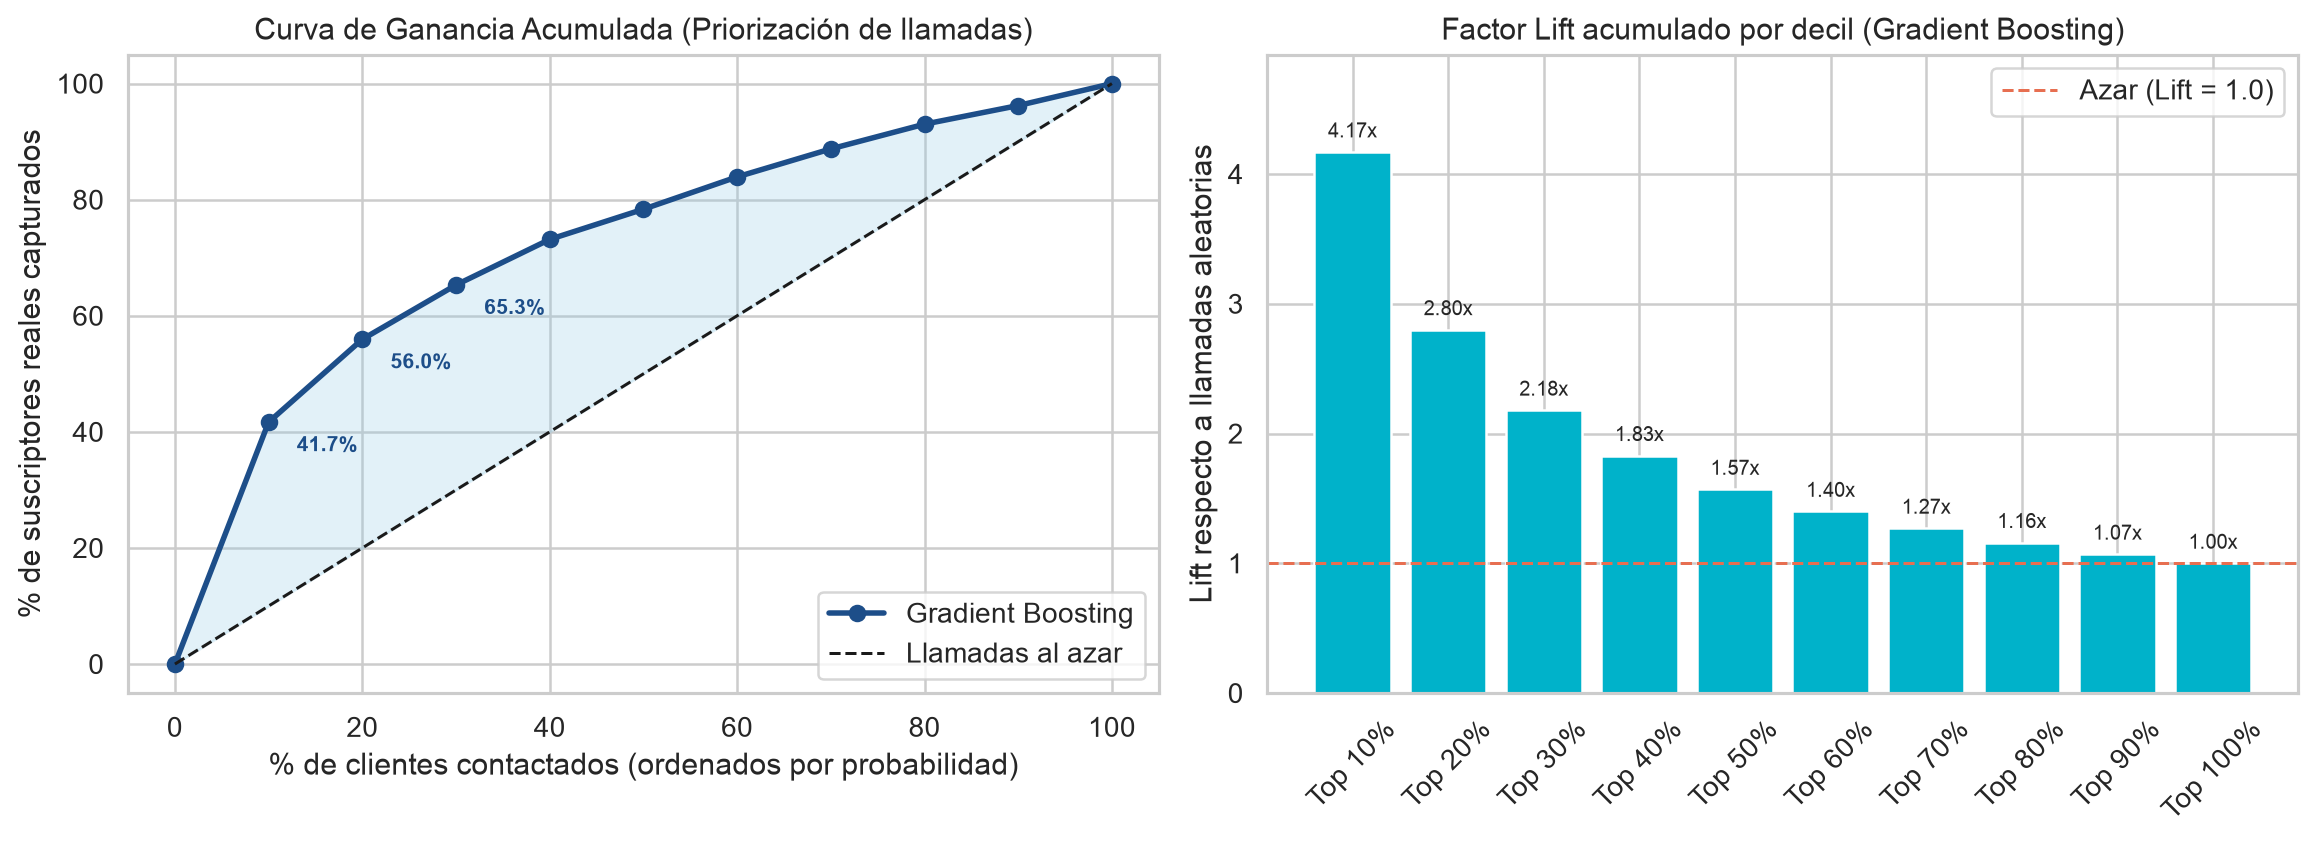 Curva de Ganancia Acumulada (Priorización de llamadas)
% de suscriptores reales capturados
100
80
60
40
20
0
41.7%
56.0%
65.3%
Gradient Boosting
Llamadas al azar
0 20 40 60 80 100
% de clientes contactados (ordenados por probabilidad)
Factor Lift acumulado por decil (Gradient Boosting)
Lift respecto a llamadas aleatorias
Azar (Lift = 1.0)
4
3
2
1
0
4.17x
2.80x
2.18x
1.83x
1.57x
1.40x
1.27x
1.16x
1.07x
1.00x
Top 10%
Top 20%
Top 30%
Top 40%
Top 50%
Top 60%
Top 70%
Top 80%
Top 90%
Top 100%